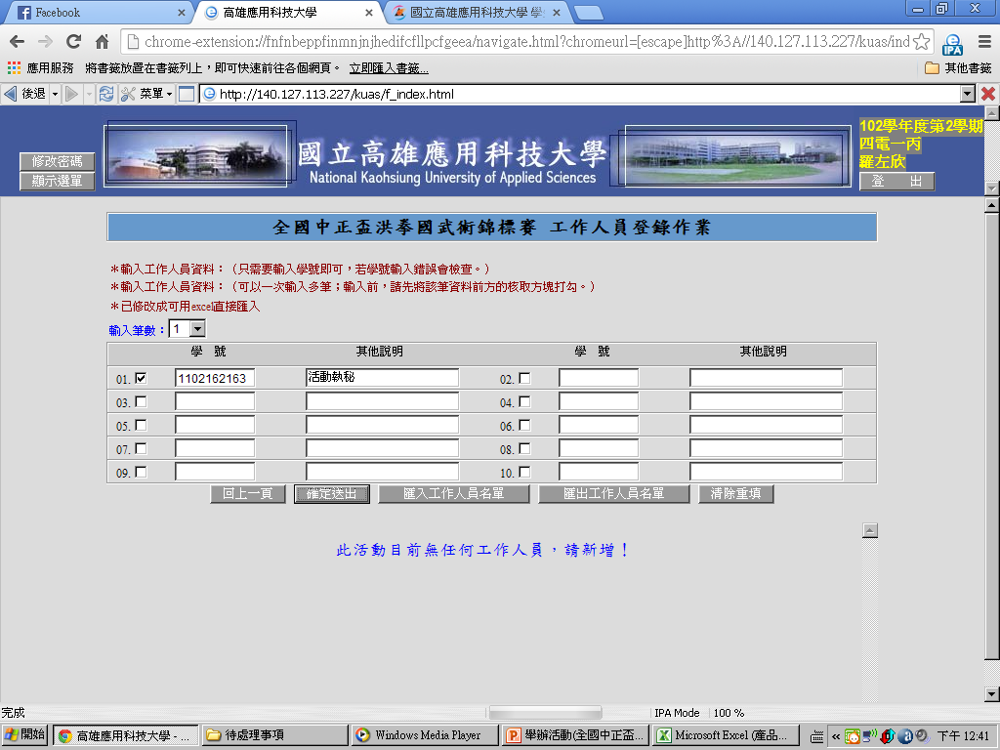 Facebook
高雄應用科技大學
國立高雄應用科技大學 學
chrome-extension://fnfnbeppfinmnjnjhedifcfllpcfgeea/navigate.html?chromeurl=[escape]http%3A//140.127.113.227/kuas/ind
IPA
應用服務 將書籤放置在書籤列上，即可快速前往各個網頁。 立即匯入書籤...
其他書籤
後退 菜單 http://140.127.113.227/kuas/f_index.html
修改密碼
顯示選單
國立高雄應用科技大學
National Kaohsiung University of Applied Sciences
102學年度第2學期
四電一丙
羅左欣
登 出
全國中正盃洪拳國武術錦標賽 工作人員登錄作業
＊輸入工作人員資料：（只需要輸入學號即可，若學號輸入錯誤會檢查。）
＊輸入工作人員資料：（可以一次輸入多筆；輸入前，請先將該筆資料前方的核取方塊打勾。）
＊已修改成可用excel直接匯入
輸入筆數：1
學 號 其他說明 學 號 其他說明
01. 1102162163 活動執秘 02.
03. 04.
05. 06.
07. 08.
09. 10.
回上一頁 確定送出 匯入工作人員名單 匯出工作人員名單 清除重填
此活動目前無任何工作人員，請新增！
完成 IPA Mode 100 %
開始 高雄應用科技大學 - ... 待處理事項 Windows Media Player 舉辦活動(全國中正盃... Microsoft Excel (產品... 下午 12:41